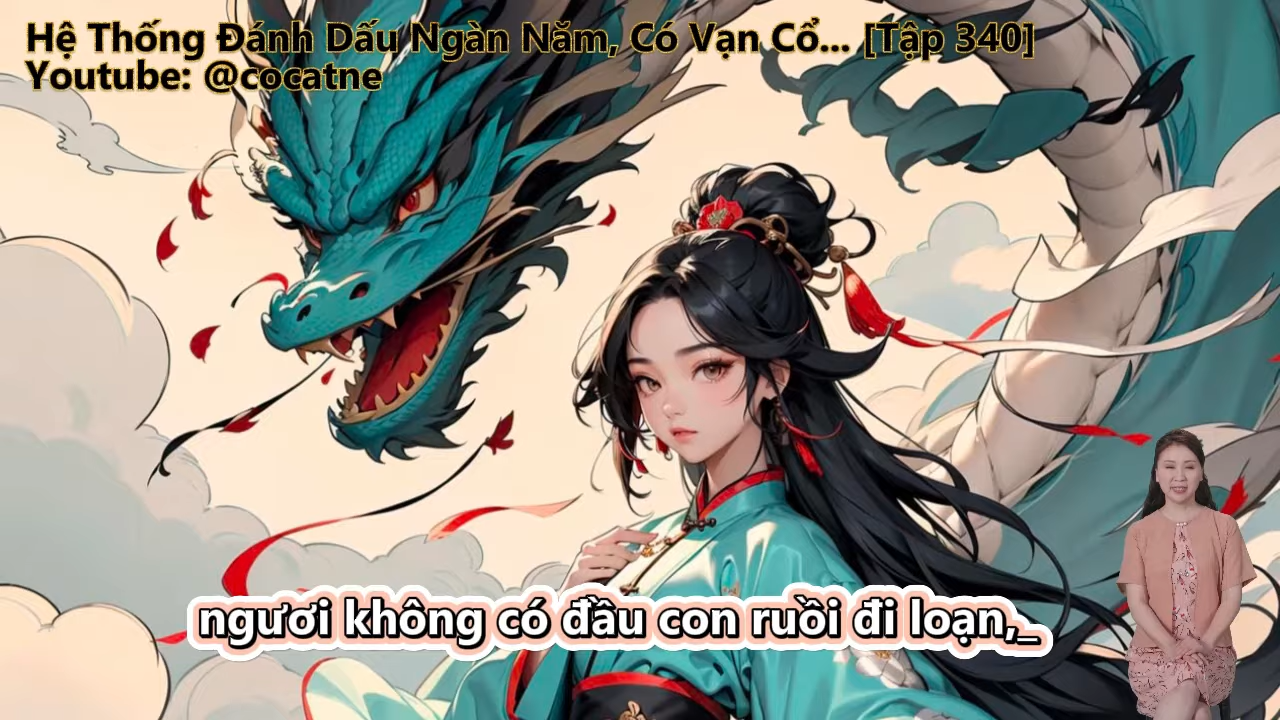 Hệ Thống Đánh Dấu Ngàn Năm, Có Vạn Cổ... [Tập 340]
Youtube: @cocatne
ngươi không có đầu con ruồi đi loạn,_